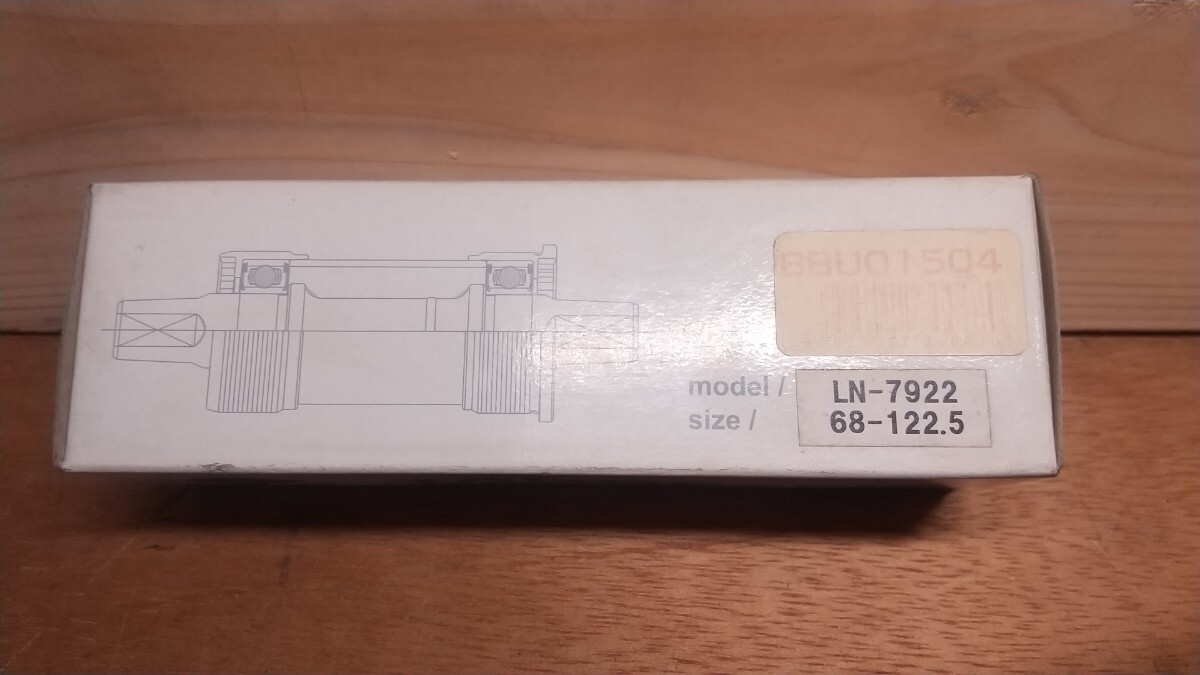 BBU01504
model / LN-7922
size / 68-122.5